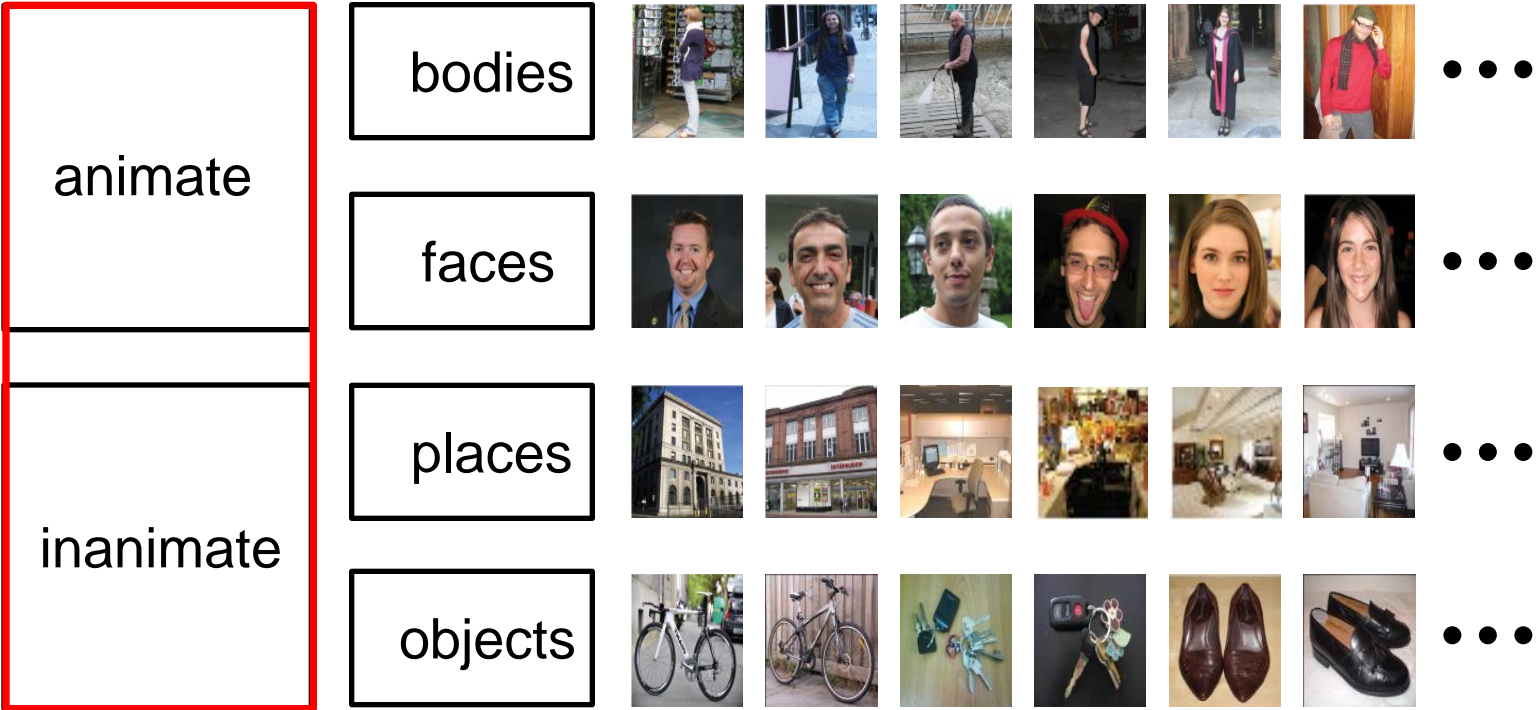 animate
bodies
faces
inanimate
places
objects